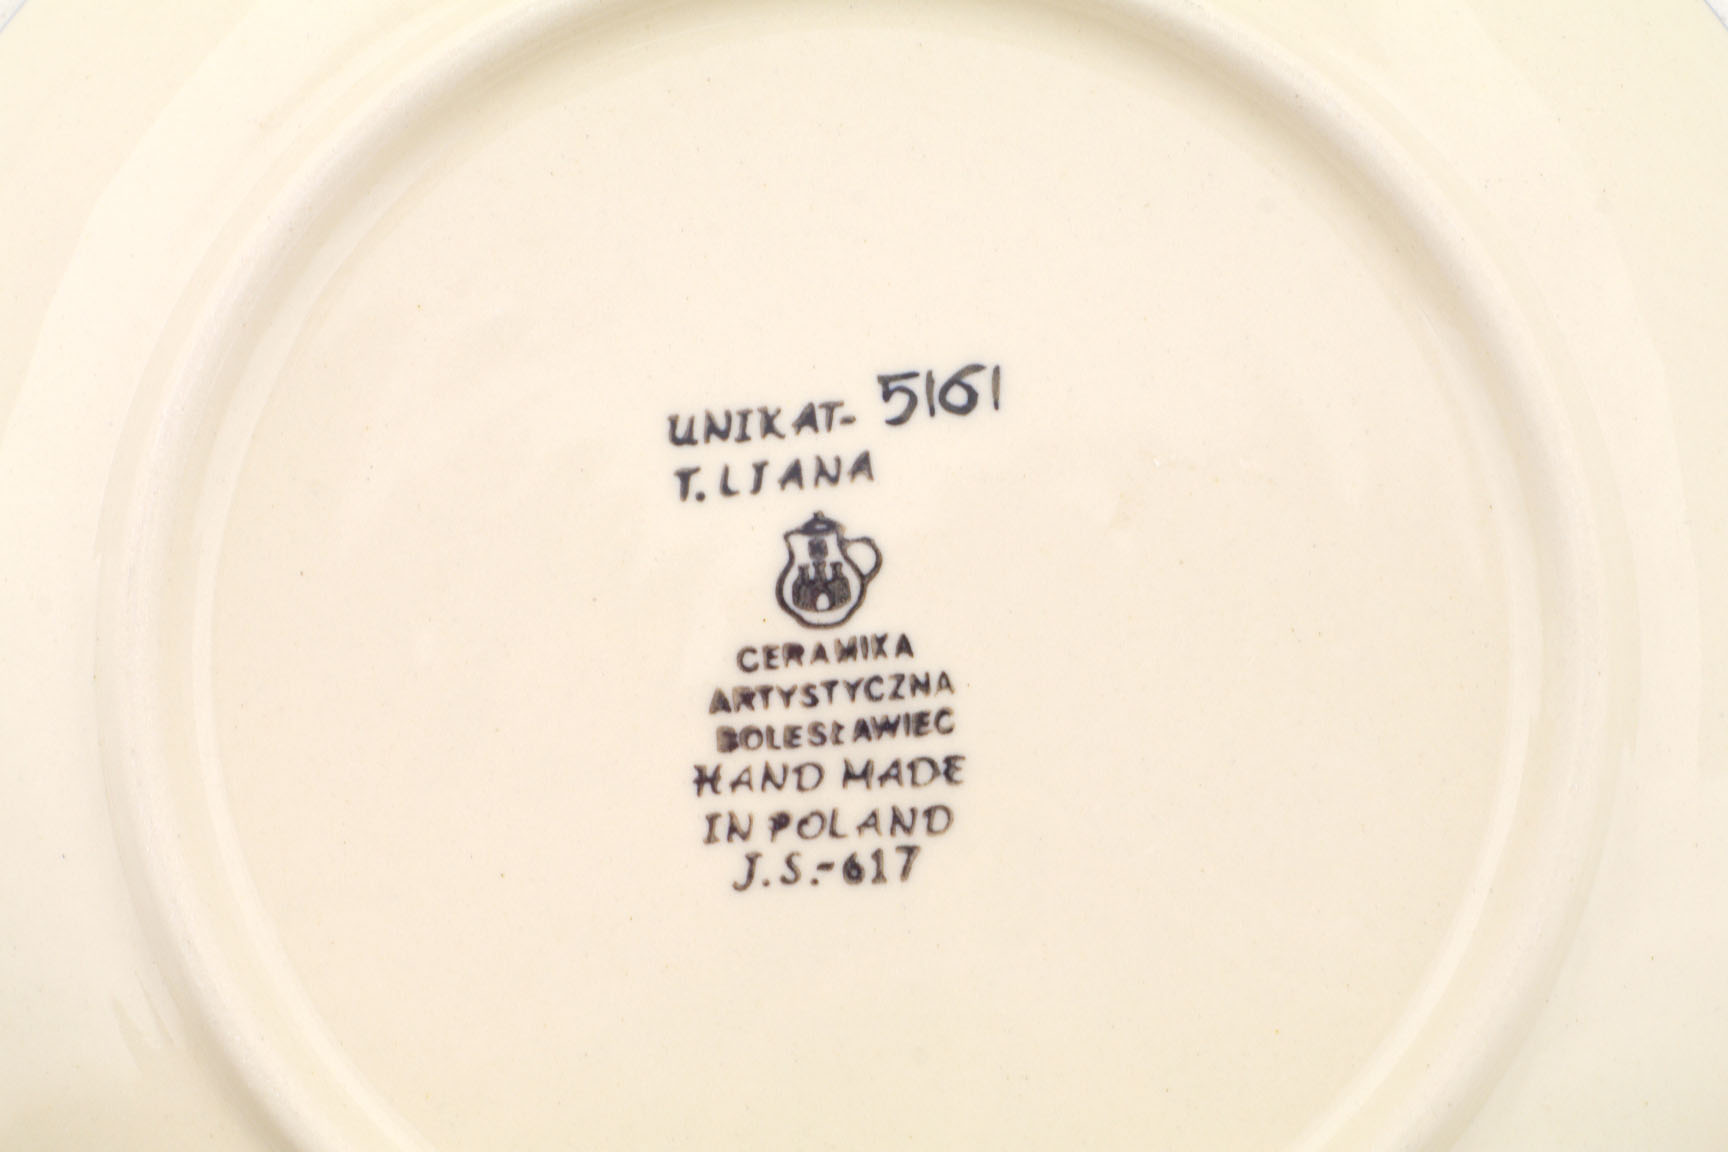 UNIKAT- 5161
T. LIANA
CERAMIKA
ARTYSTYCZNA
BOLESŁAWIEC
HAND MADE
IN POLAND
J.S.-617